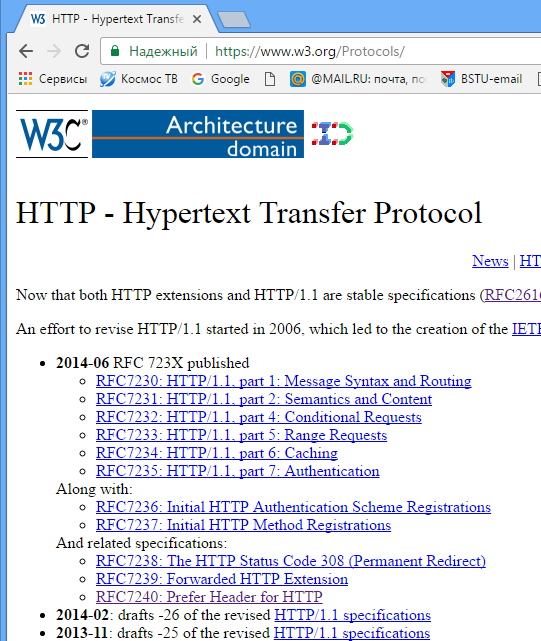 W3 HTTP - Hypertext Transfe
Надежный https://www.w3.org/Protocols/
Сервисы Космос ТВ Google @MAIL.RU: почта, по BSTU-email
W3C® Architecture
domain
HTTP - Hypertext Transfer Protocol
News | HT
Now that both HTTP extensions and HTTP/1.1 are stable specifications (RFC2616
An effort to revise HTTP/1.1 started in 2006, which led to the creation of the IETF
• 2014-06 RFC 723X published
○ RFC7230: HTTP/1.1, part 1: Message Syntax and Routing
○ RFC7231: HTTP/1.1, part 2: Semantics and Content
○ RFC7232: HTTP/1.1, part 4: Conditional Requests
○ RFC7233: HTTP/1.1, part 5: Range Requests
○ RFC7234: HTTP/1.1, part 6: Caching
○ RFC7235: HTTP/1.1, part 7: Authentication
Along with:
○ RFC7236: Initial HTTP Authentication Scheme Registrations
○ RFC7237: Initial HTTP Method Registrations
And related specifications:
○ RFC7238: The HTTP Status Code 308 (Permanent Redirect)
○ RFC7239: Forwarded HTTP Extension
○ RFC7240: Prefer Header for HTTP
• 2014-02: drafts -26 of the revised HTTP/1.1 specifications
• 2013-11: drafts -25 of the revised HTTP/1.1 specifications